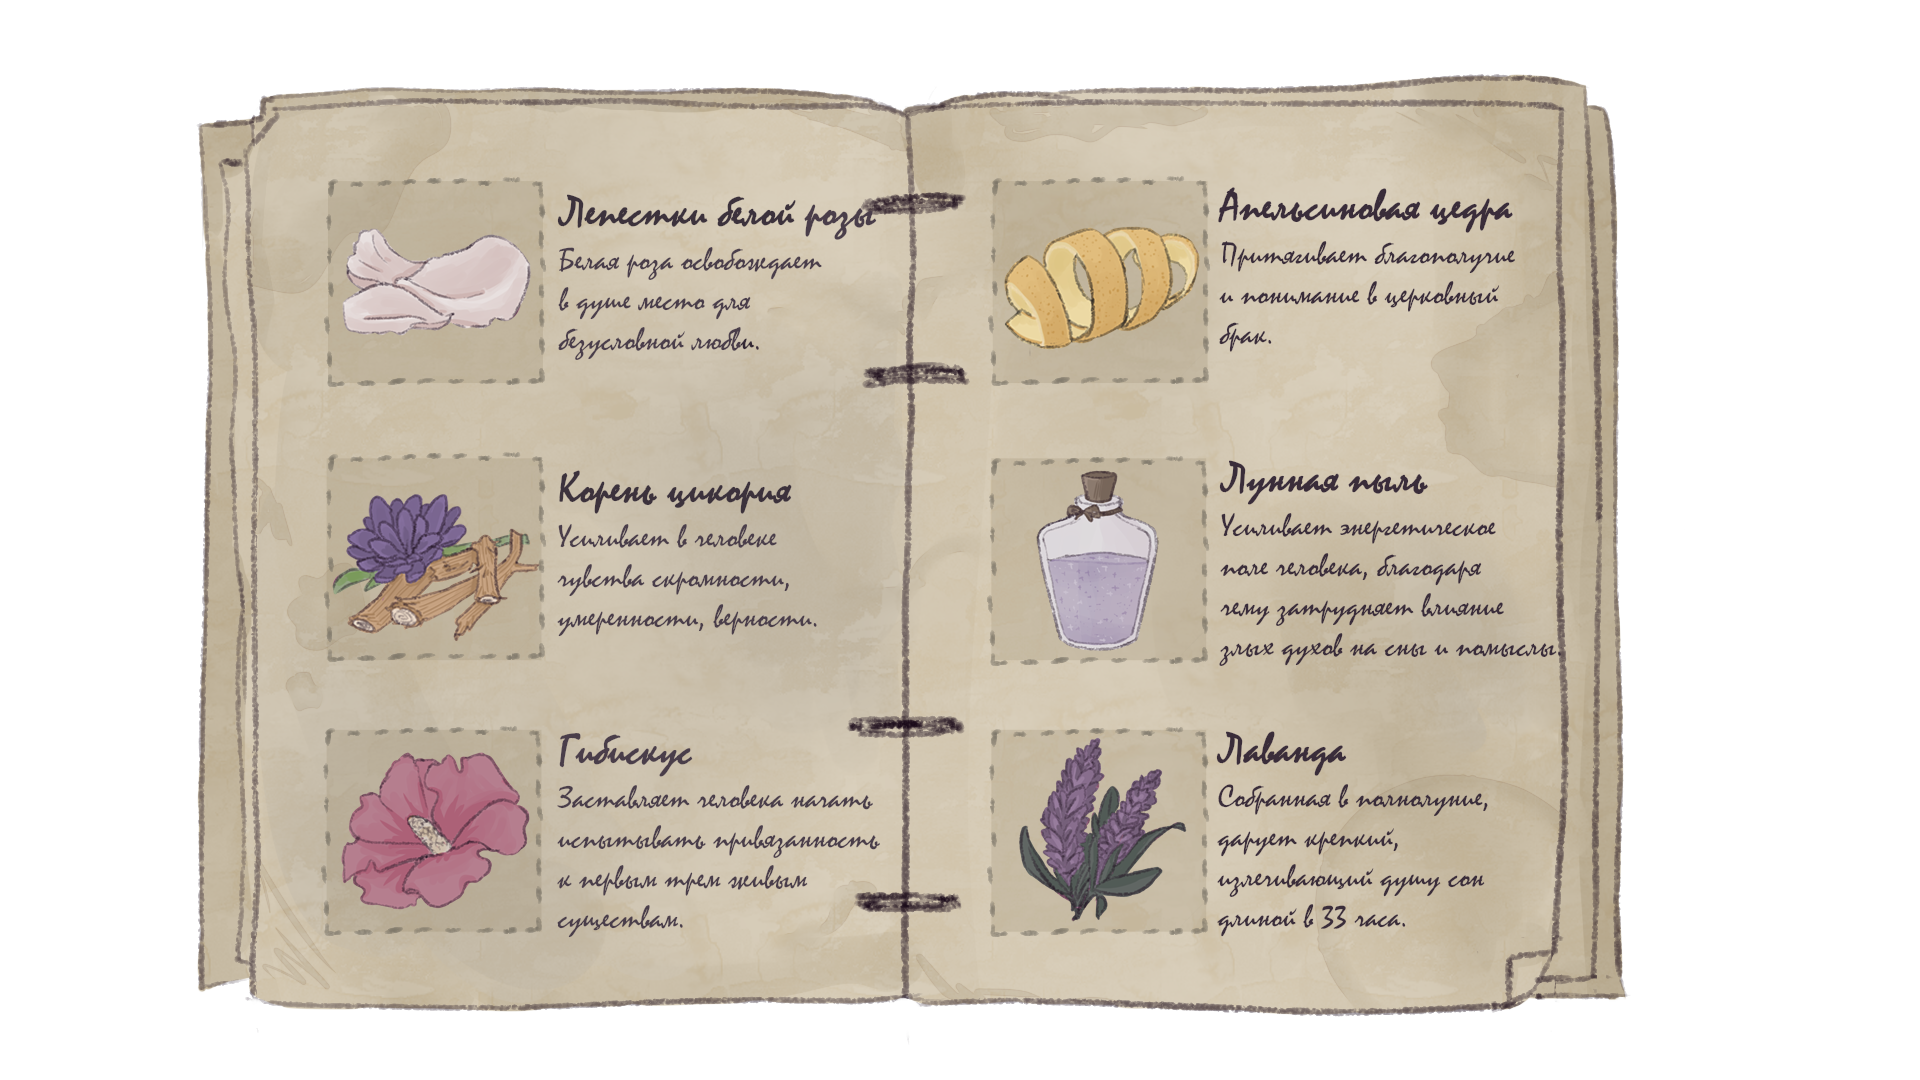 Лепестки белой розы
Белая роза освобождает
в душе место для
безусловной любви.
Корень цикория
Усиливает в человеке
чувства скромности,
умеренности, верности.
Гибискус
Заставляет человека начать
испытывать привязанность
к первым трем живым
существам.
Апельсиновая цедра
Притягивает благополучие
и понимание в церковный
брак.
Лунная пыль
Усиливает энергетическое
поле человека, благодаря
чему затрудняет влияние
злых духов на сны и помыслы.
Лаванда
Собранная в полнолуние,
дарует крепкий,
излечивающий душу сон
длиной в 33 часа.